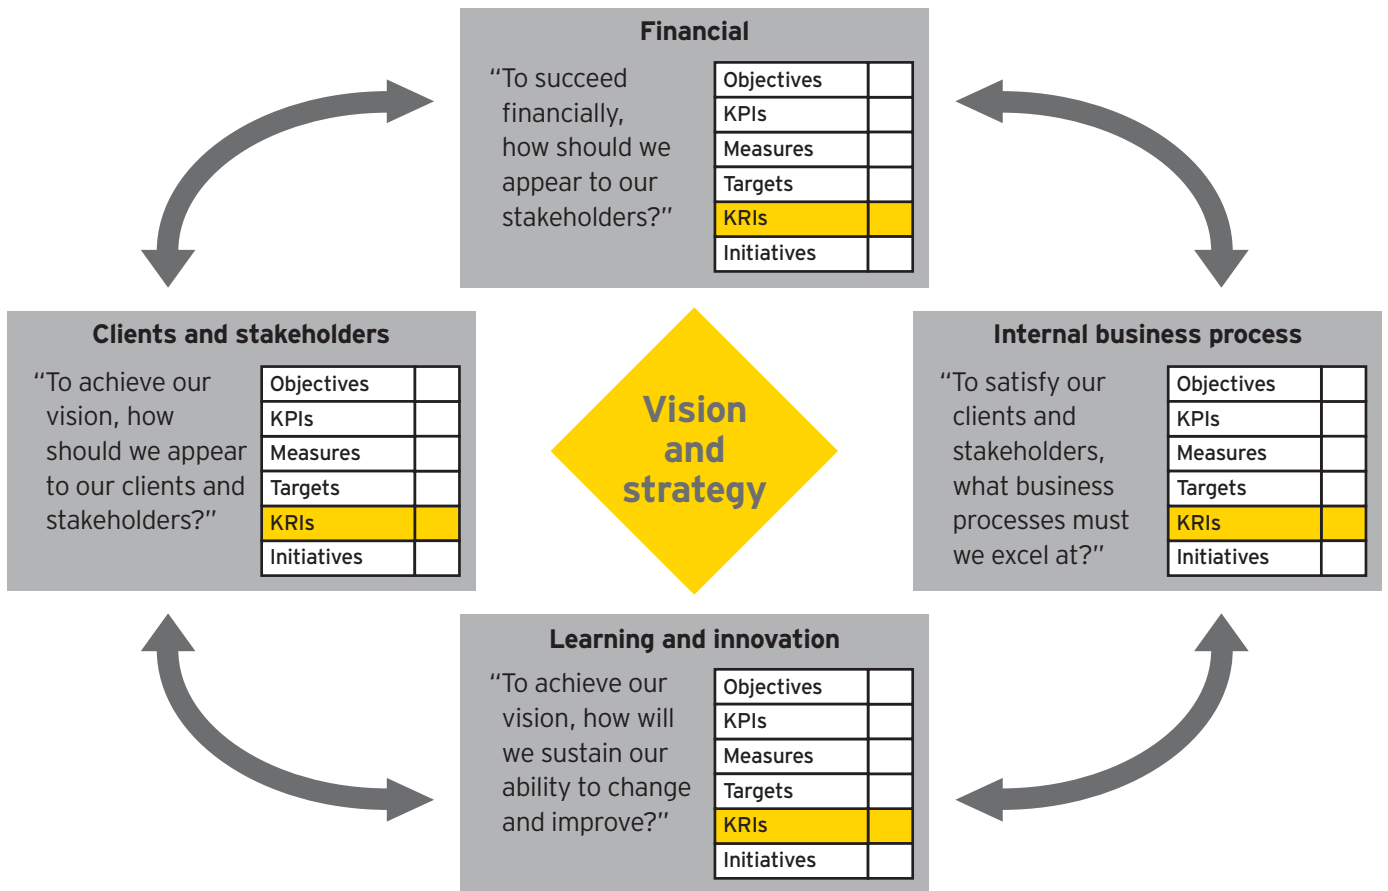 Financial
“To succeed
financially,
how should we
appear to our
stakeholders?”
Objectives
KPIs
Measures
Targets
KRIs
Initiatives
Clients and stakeholders
“To achieve our
vision, how
should we appear
to our clients and
stakeholders?”
Objectives
KPIs
Measures
Targets
KRIs
Initiatives
Vision
and
strategy
Internal business process
“To satisfy our
clients and
stakeholders,
what business
processes must
we excel at?”
Objectives
KPIs
Measures
Targets
KRIs
Initiatives
Learning and innovation
“To achieve our
vision, how will
we sustain our
ability to change
and improve?”
Objectives
KPIs
Measures
Targets
KRIs
Initiatives